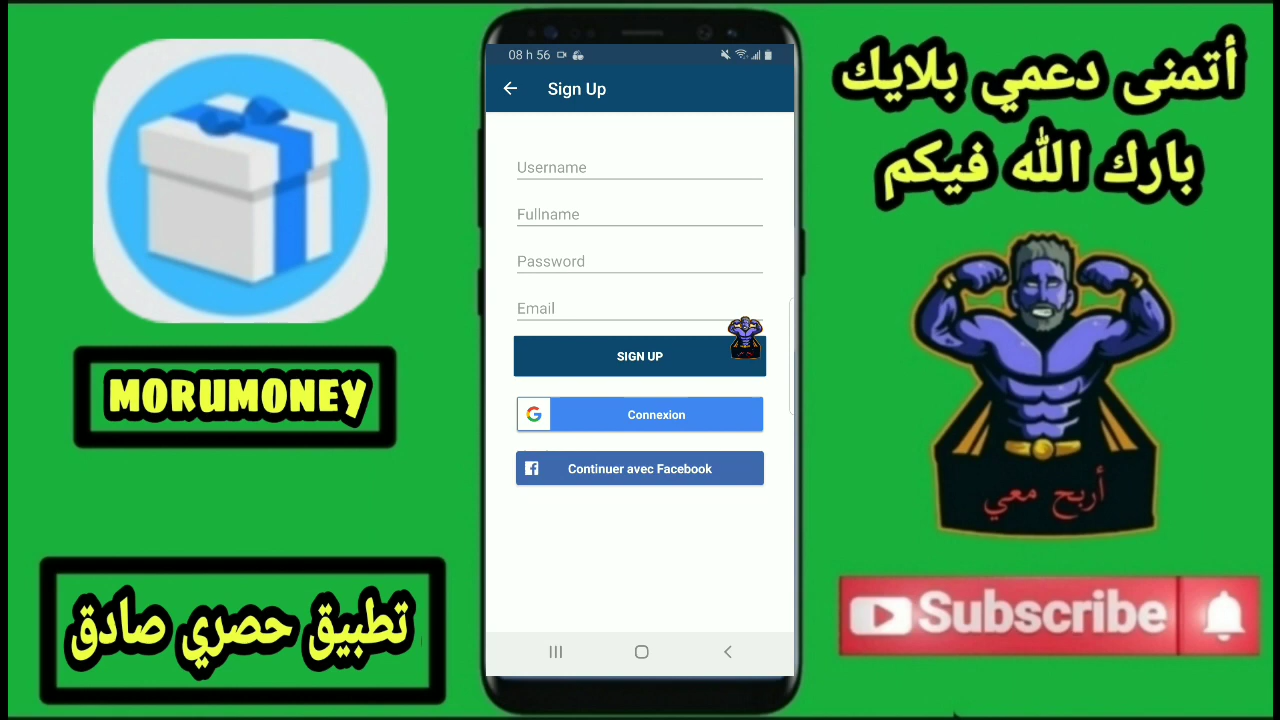 MORUMONEY
تطبيق حصري صادق
08 h 56
Sign Up
Username
Fullname
Password
Email
SIGN UP
G Connexion
Continuer avec Facebook
أتمنى دعمي بلايك
بارك الله فيكم
أربح معي
Subscribe